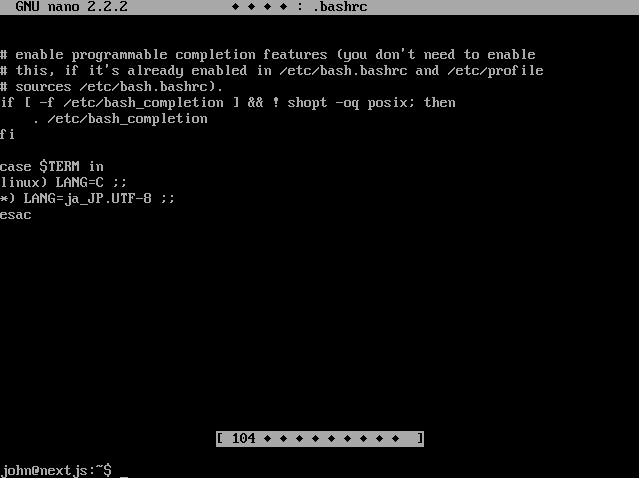 GNU nano 2.2.2 ◆ ◆ ◆ ◆ : .bashrc
# enable programmable completion features (you don't need to enable
# this, if it's already enabled in /etc/bash.bashrc and /etc/profile
# sources /etc/bash.bashrc).
if [ -f /etc/bash_completion ] && ! shopt -oq posix; then
    . /etc/bash_completion
fi
case $TERM in
linux) LANG=C ;;
*) LANG=ja_JP.UTF-8 ;;
esac
[ 104 ◆ ◆ ◆ ◆ ◆ ◆ ◆ ◆ ◆ ]
john@nextjs:~$ _